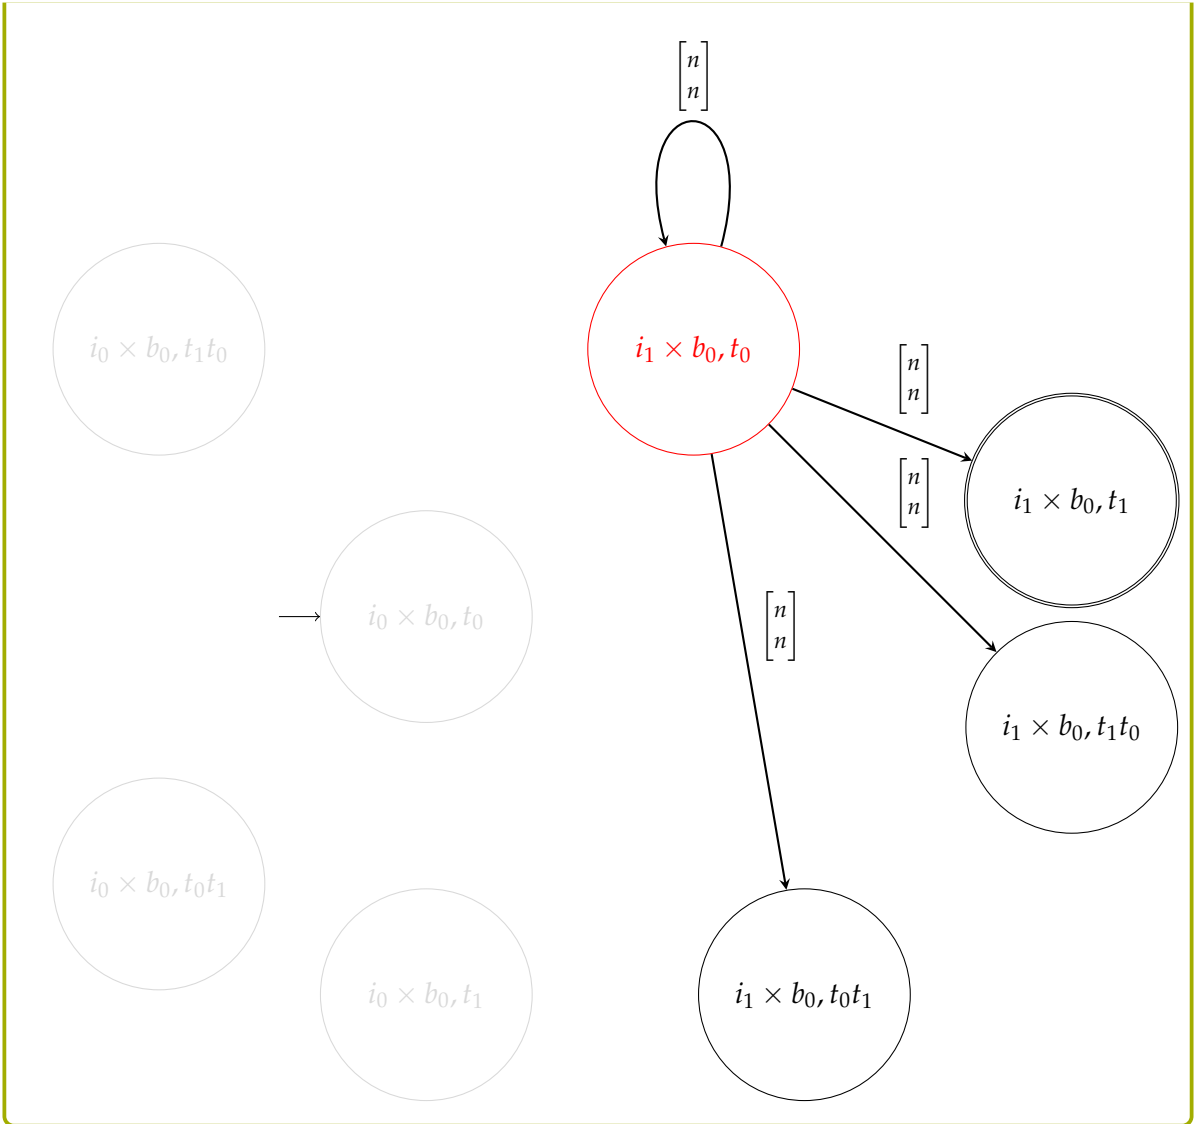 [n
n]
i₁ × b₀, t₀
i₀ × b₀, t₁t₀
[n
n]
[n
n]
i₁ × b₀, t₁
i₀ × b₀, t₀
[n
n]
i₁ × b₀, t₁t₀
i₀ × b₀, t₀t₁
i₀ × b₀, t₁
i₁ × b₀, t₀t₁